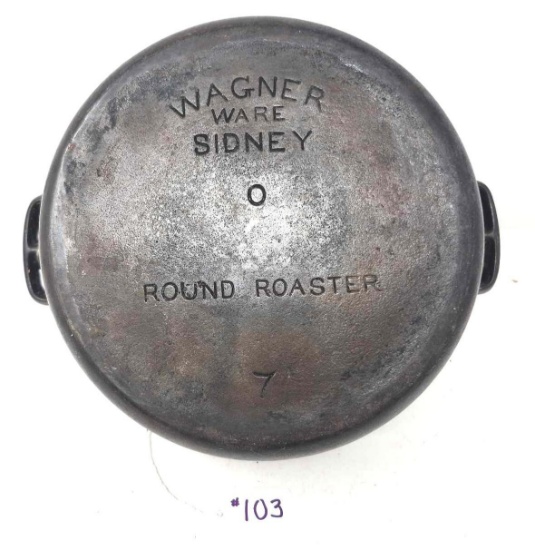 WAGNER
WARE
SIDNEY
O
ROUND ROASTER
7
#103